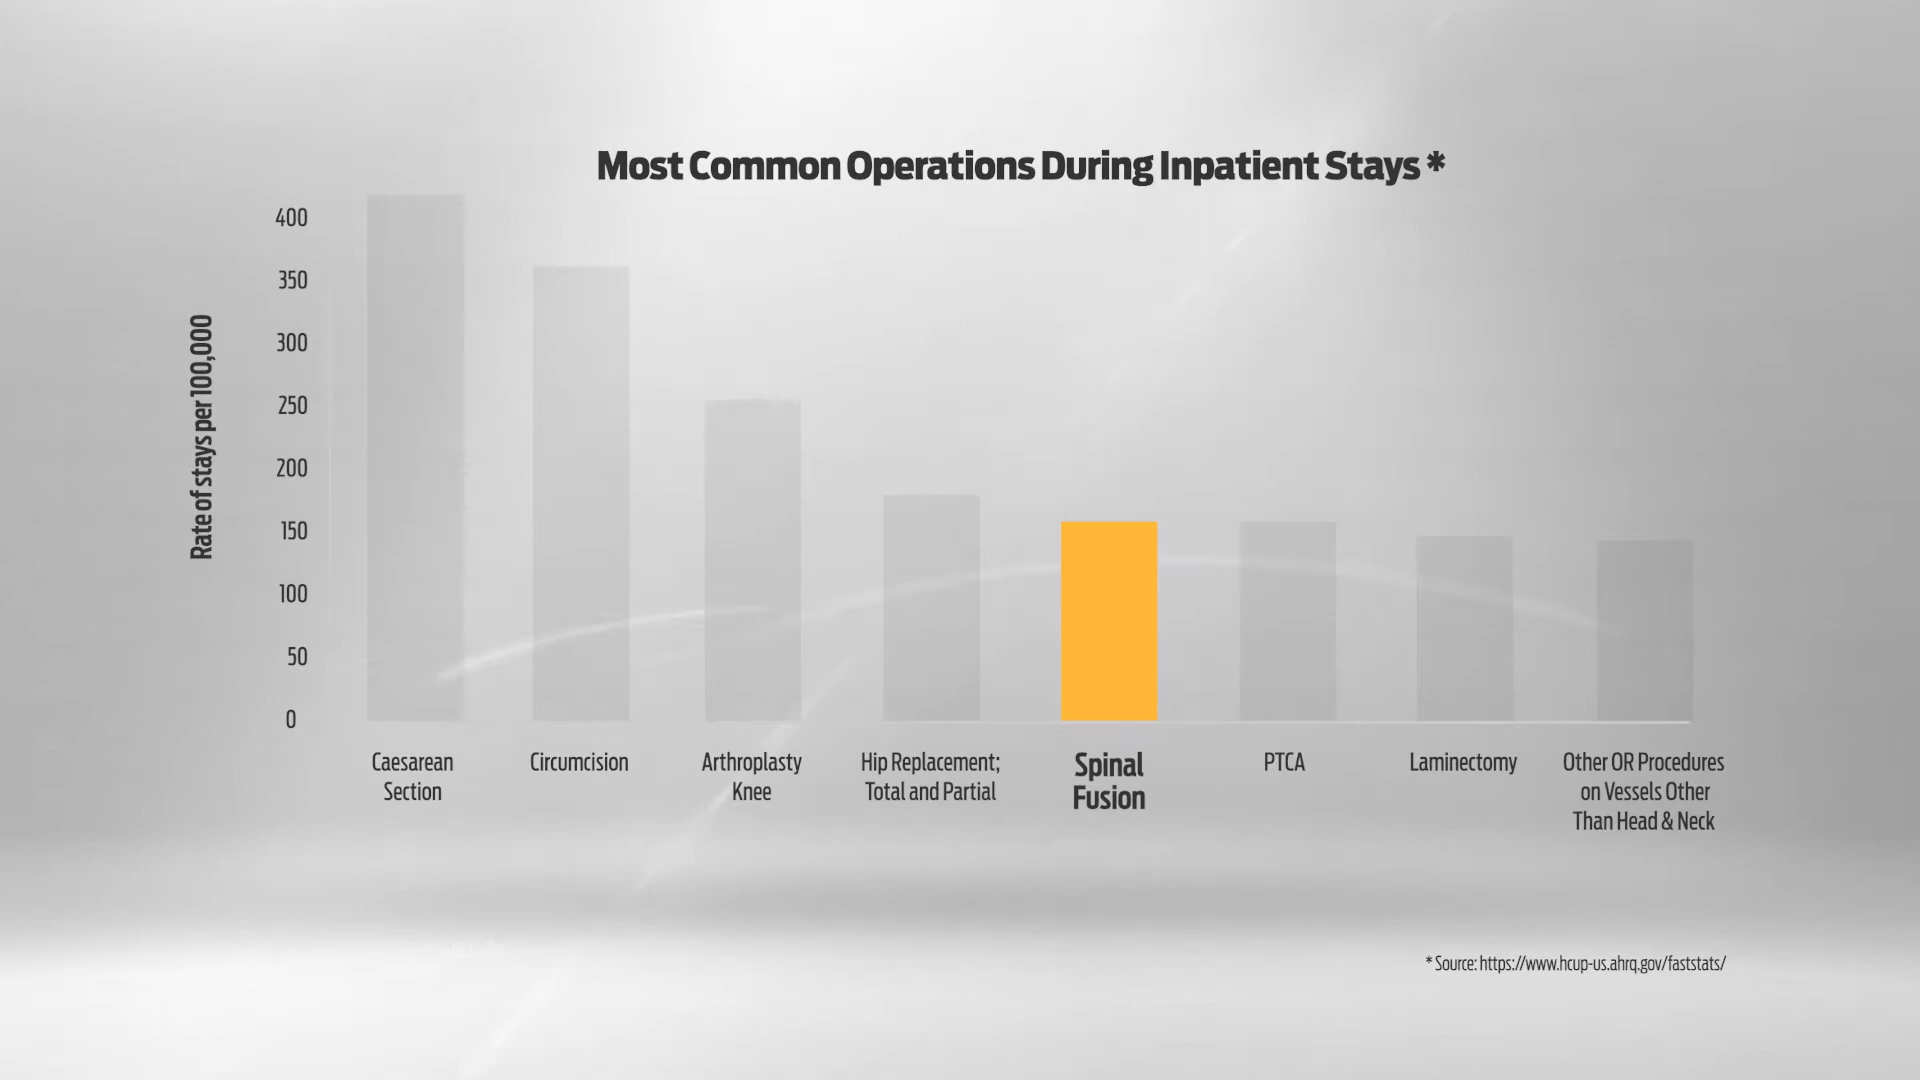 Most Common Operations During Inpatient Stays *
Rate of stays per 100,000
400
350
300
250
200
150
100
50
0
Caesarean
Section
Circumcision
Arthroplasty
Knee
Hip Replacement;
Total and Partial
Spinal
Fusion
PTCA
Laminectomy
Other OR Procedures
on Vessels Other
Than Head & Neck
* Source: https://www.hcup-us.ahrq.gov/faststats/